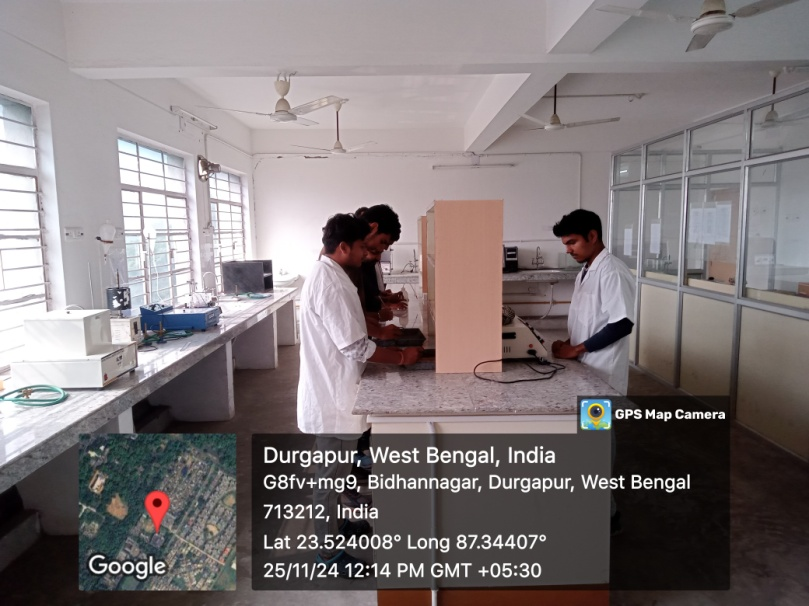 GPS Map Camera
Durgapur, West Bengal, India
G8fv+mg9, Bidhannagar, Durgapur, West Bengal
713212, India
Lat 23.524008° Long 87.34407°
25/11/24 12:14 PM GMT +05:30
Google